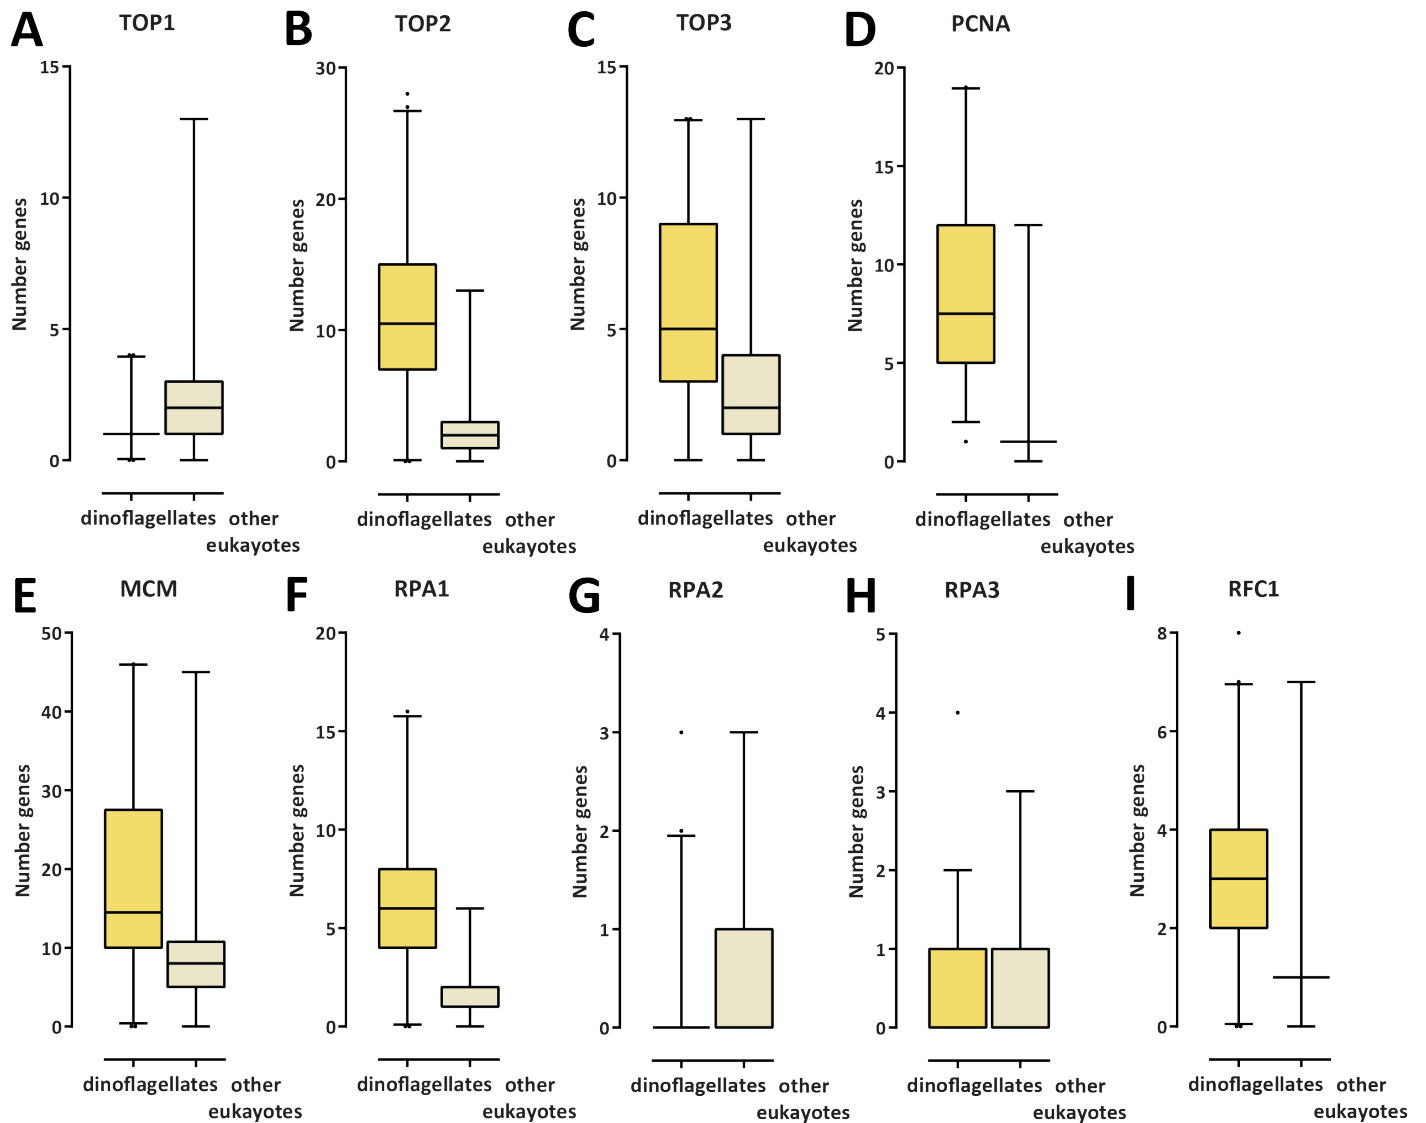 A TOP1
15
10
5
0
Number genes
dinoflagellates other
eukayotes
B TOP2
30
20
10
0
Number genes
dinoflagellates other
eukayotes
C TOP3
15
10
5
0
Number genes
dinoflagellates other
eukayotes
D PCNA
20
15
10
5
0
Number genes
dinoflagellates other
eukayotes
E MCM
50
40
30
20
10
0
Number genes
dinoflagellates other
eukayotes
F RPA1
20
15
10
5
0
Number genes
dinoflagellates other
eukayotes
G RPA2
4
3
2
1
0
Number genes
dinoflagellates other
eukayotes
H RPA3
5
4
3
2
1
0
Number genes
dinoflagellates other
eukayotes
I RFC1
8
6
4
2
0
Number genes
dinoflagellates other
eukayotes